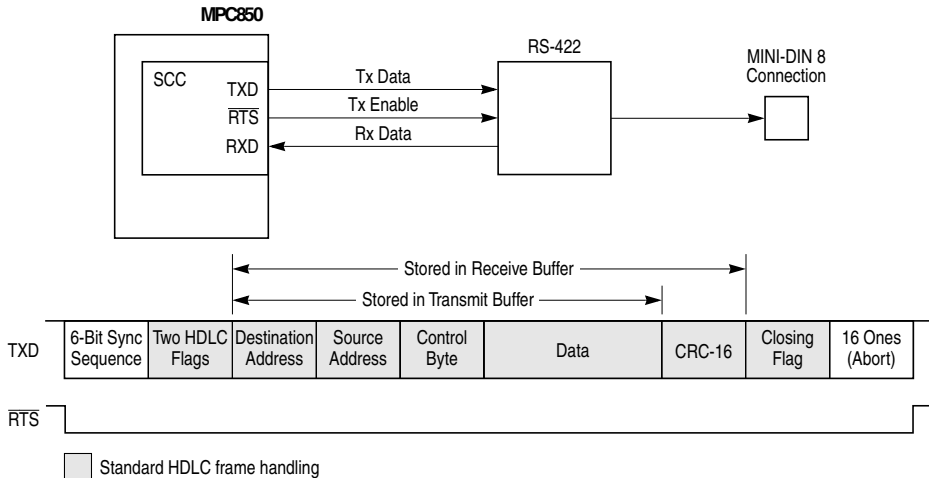 MPC850
SCC
TXD
RTS
RXD
Tx Data
Tx Enable
Rx Data
RS-422
MINI-DIN 8
Connection
Stored in Receive Buffer
Stored in Transmit Buffer
TXD
6-Bit Sync
Sequence
Two HDLC
Flags
Destination
Address
Source
Address
Control
Byte
Data
CRC-16
Closing
Flag
16 Ones
(Abort)
RTS
Standard HDLC frame handling